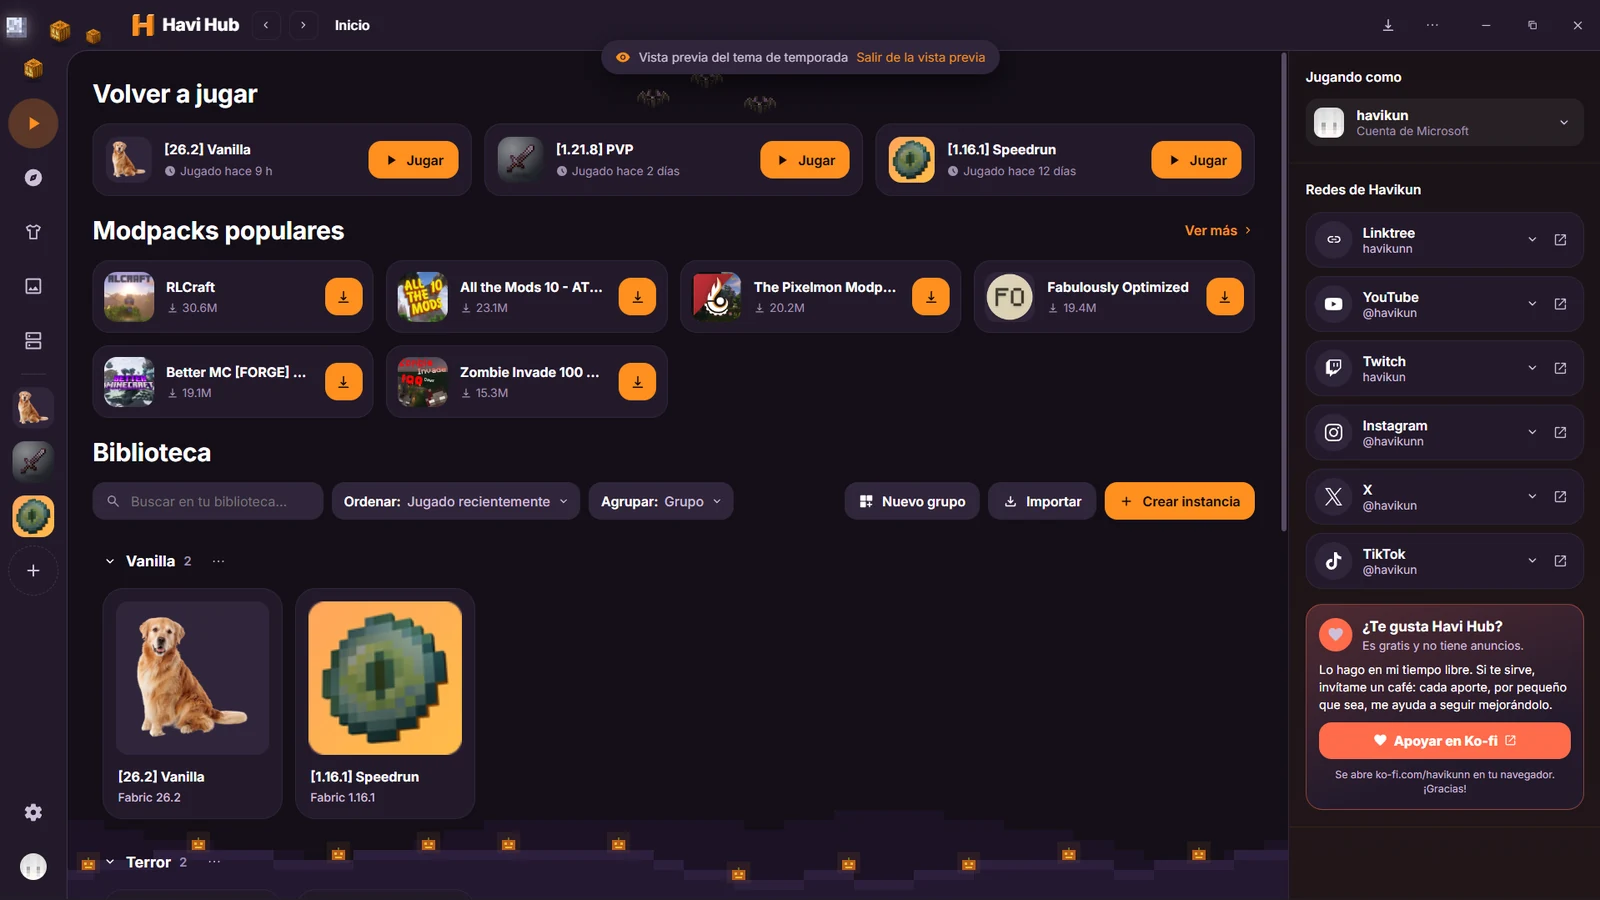 Havi Hub
Inicio
Vista previa del tema de temporada Salir de la vista previa
Volver a jugar
[26.2] Vanilla
Jugado hace 9 h
Jugar
[1.21.8] PVP
Jugado hace 2 días
Jugar
[1.16.1] Speedrun
Jugado hace 12 días
Jugar
Modpacks populares
Ver más
RLCraft
30.6M
All the Mods 10 - AT...
23.1M
The Pixelmon Modp...
20.2M
FO
Fabulously Optimized
19.4M
Better MC [FORGE] ...
19.1M
Zombie Invade 100 ...
15.3M
RLCRAFT
ALL
THE 10
MODS
BETTER
MINECRAFT
Biblioteca
Buscar en tu biblioteca...
Ordenar: Jugado recientemente
Agrupar: Grupo
Nuevo grupo
Importar
Crear instancia
Vanilla 2
[26.2] Vanilla
Fabric 26.2
[1.16.1] Speedrun
Fabric 1.16.1
Terror 2
Jugando como
havikun
Cuenta de Microsoft
Redes de Havikun
Linktree
havikunn
YouTube
@havikun
Twitch
havikun
Instagram
@havikunn
X
@havikun
TikTok
@havikun
¿Te gusta Havi Hub?
Es gratis y no tiene anuncios.
Lo hago en mi tiempo libre. Si te sirve,
invítame un café: cada aporte, por pequeño
que sea, me ayuda a seguir mejorándolo.
Apoyar en Ko-fi
Se abre ko-fi.com/havikunn en tu navegador.
¡Gracias!